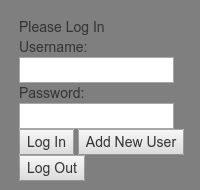 Please Log In
Username:
Password:
Log In Add New User
Log Out